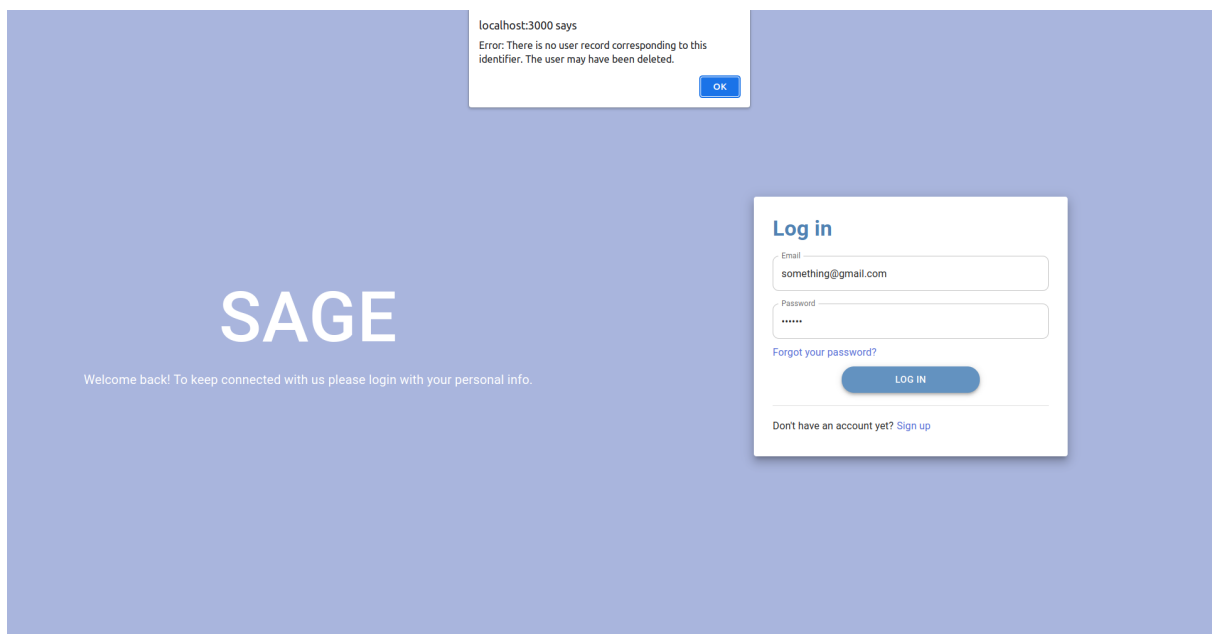 localhost:3000 says
Error: There is no user record corresponding to this
identifier. The user may have been deleted.
OK
SAGE
Welcome back! To keep connected with us please login with your personal info.
Log in
Email
something@gmail.com
Password
••••••
Forgot your password?
LOG IN
Don't have an account yet? Sign up